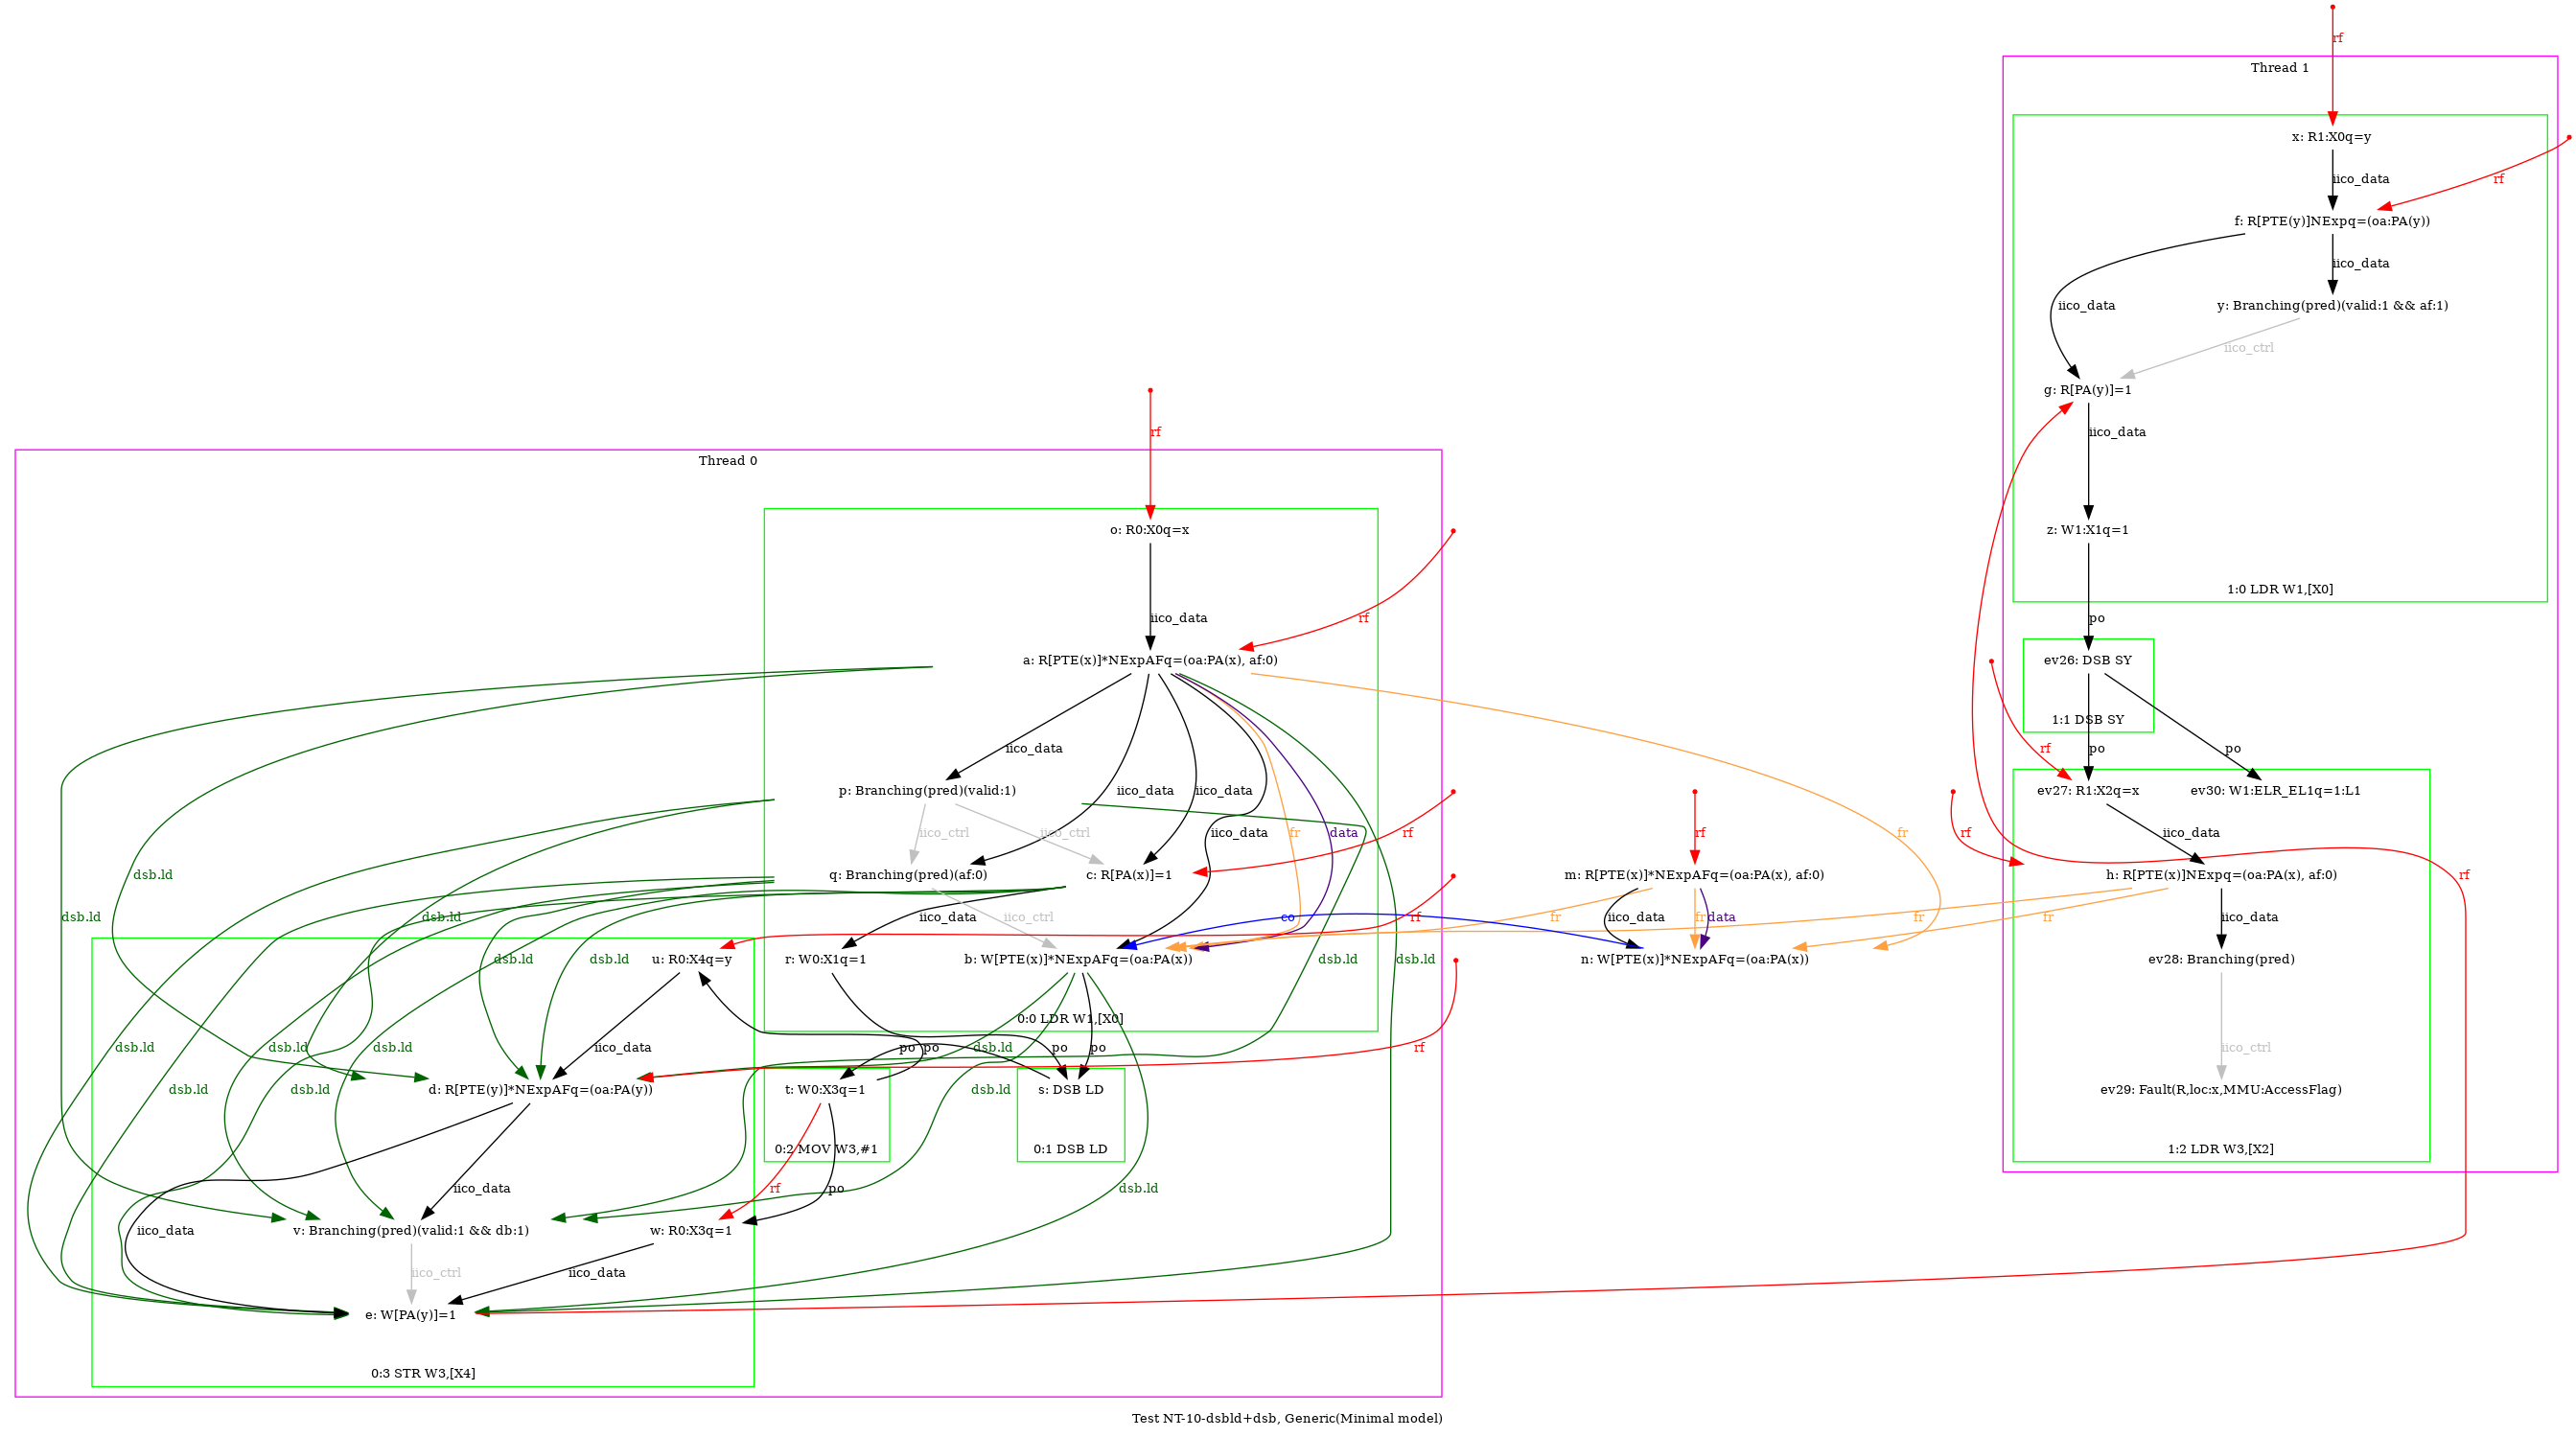 rf
Thread 1
x: R1:X0q=y
iico_data
rf
f: R[PTE(y)]NExpq=(oa:PA(y))
iico_data
iico_data
y: Branching(pred)(valid:1 && af:1)
iico_ctrl
g: R[PA(y)]=1
rf
iico_data
Thread 0
o: R0:X0q=x
z: W1:X1q=1
1:0 LDR W1,[X0]
iico_data
rf
po
a: R[PTE(x)]*NExpAFq=(oa:PA(x), af:0)
ev26: DSB SY
1:1 DSB SY
iico_data
rf
po
po
p: Branching(pred)(valid:1)
iico_data
iico_data
ev27: R1:X2q=x
ev30: W1:ELR_EL1q=1:L1
iico_ctrl
iico_ctrl
iico_data
fr
data
rf
rf
fr
rf
iico_data
dsb.ld
q: Branching(pred)(af:0)
c: R[PA(x)]=1
m: R[PTE(x)]*NExpAFq=(oa:PA(x), af:0)
h: R[PTE(x)]NExpq=(oa:PA(x), af:0)
rf
dsb.ld
dsb.ld
iico_data
iico_ctrl
co
rf
fr
iico_data
fr
data
fr
fr
iico_data
u: R0:X4q=y
r: W0:X1q=1
b: W[PTE(x)]*NExpAFq=(oa:PA(x))
n: W[PTE(x)]*NExpAFq=(oa:PA(x))
ev28: Branching(pred)
dsb.ld
dsb.ld
dsb.ld
dsb.ld
0:0 LDR W1,[X0]
dsb.ld
dsb.ld
dsb.ld
iico_data
po
po
dsb.ld
po
po
rf
iico_ctrl
dsb.ld
dsb.ld
dsb.ld
d: R[PTE(y)]*NExpAFq=(oa:PA(y))
t: W0:X3q=1
s: DSB LD
ev29: Fault(R,loc:x,MMU:AccessFlag)
0:2 MOV W3,#1
0:1 DSB LD
1:2 LDR W3,[X2]
iico_data
rf
po
dsb.ld
iico_data
v: Branching(pred)(valid:1 && db:1)
w: R0:X3q=1
iico_ctrl
iico_data
e: W[PA(y)]=1
0:3 STR W3,[X4]
Test NT-10-dsbld+dsb, Generic(Minimal model)